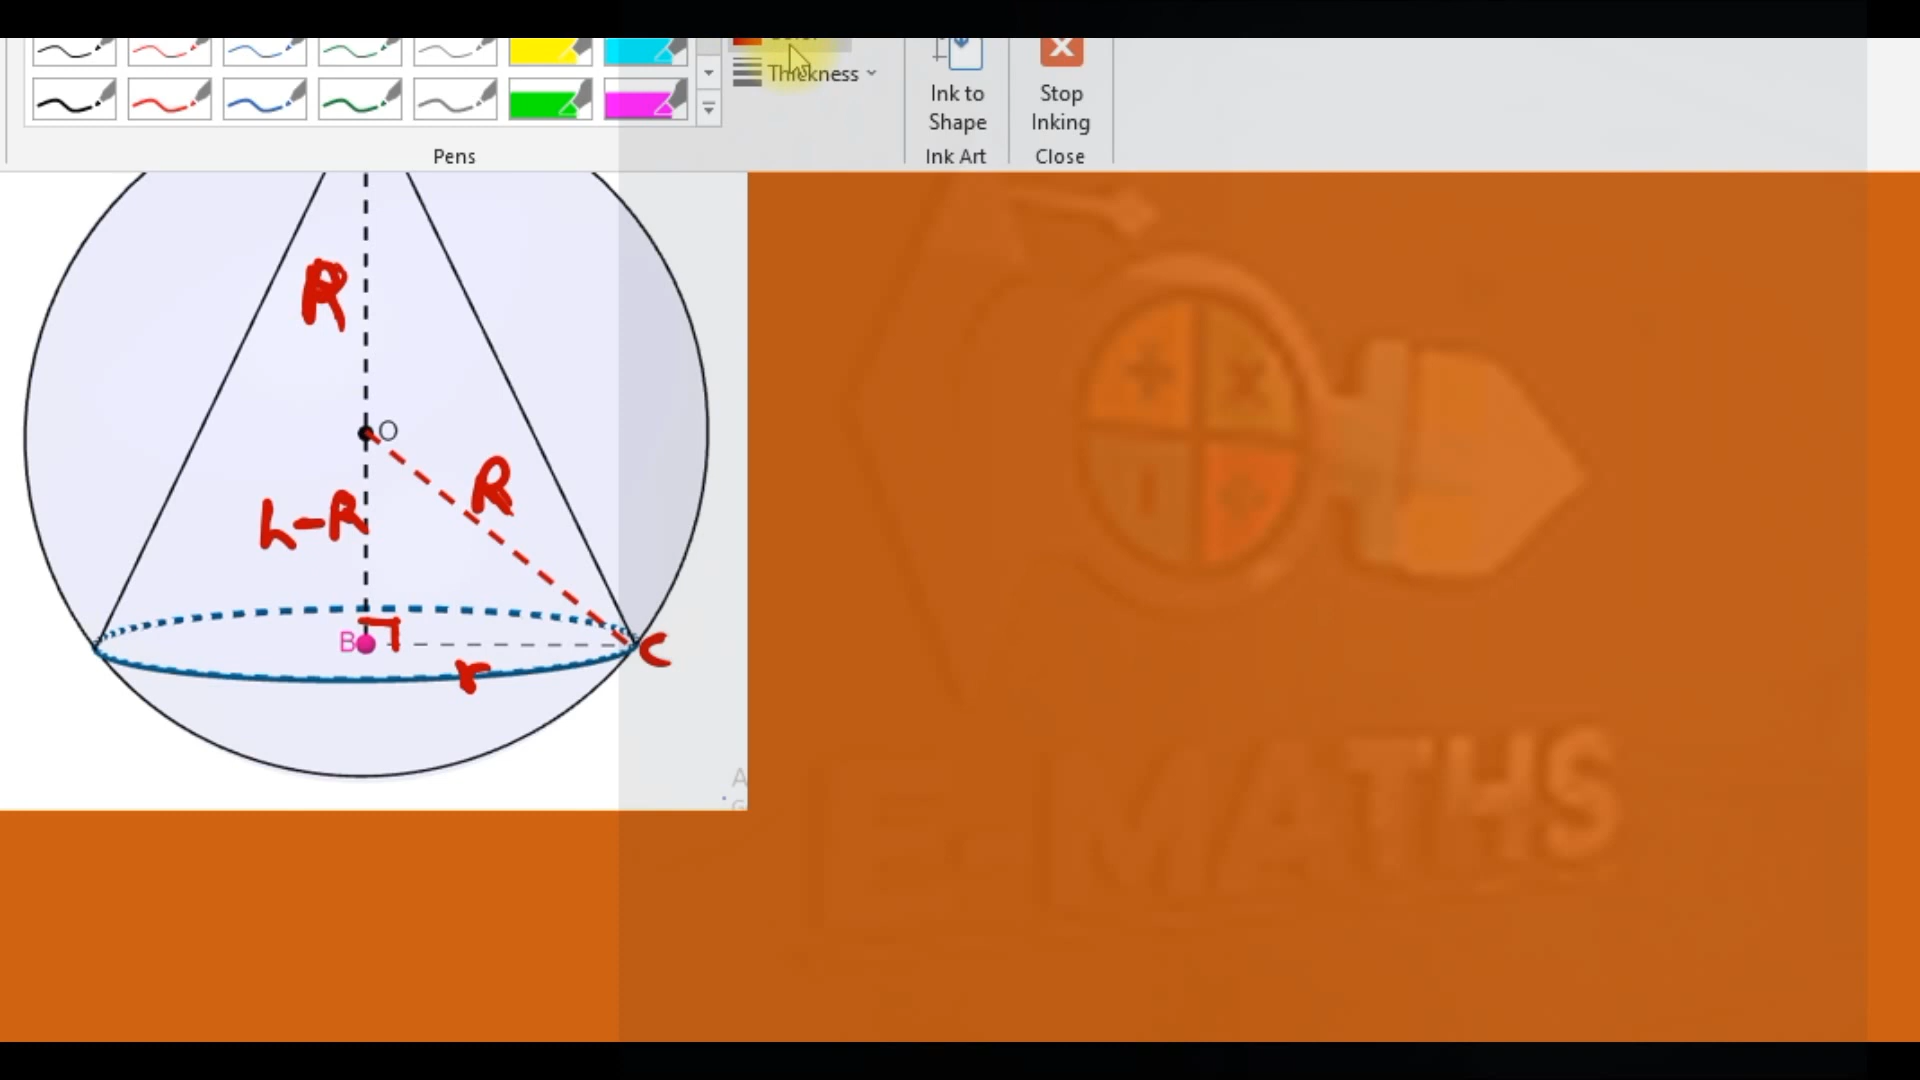 Thickness
Ink to
Shape
Stop
Inking
Pens
Ink Art
Close
R
O
R
h-R
B
C
r
+ x
MATHS